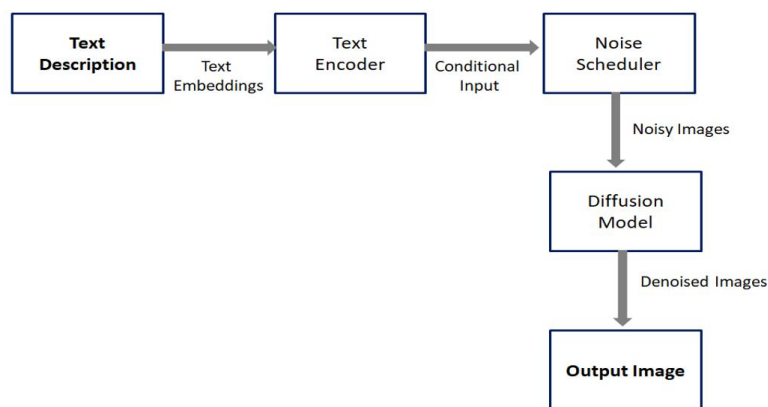 Text
Description
Text
Embeddings
Text
Encoder
Conditional
Input
Noise
Scheduler
Noisy Images
Diffusion
Model
Denoised Images
Output Image